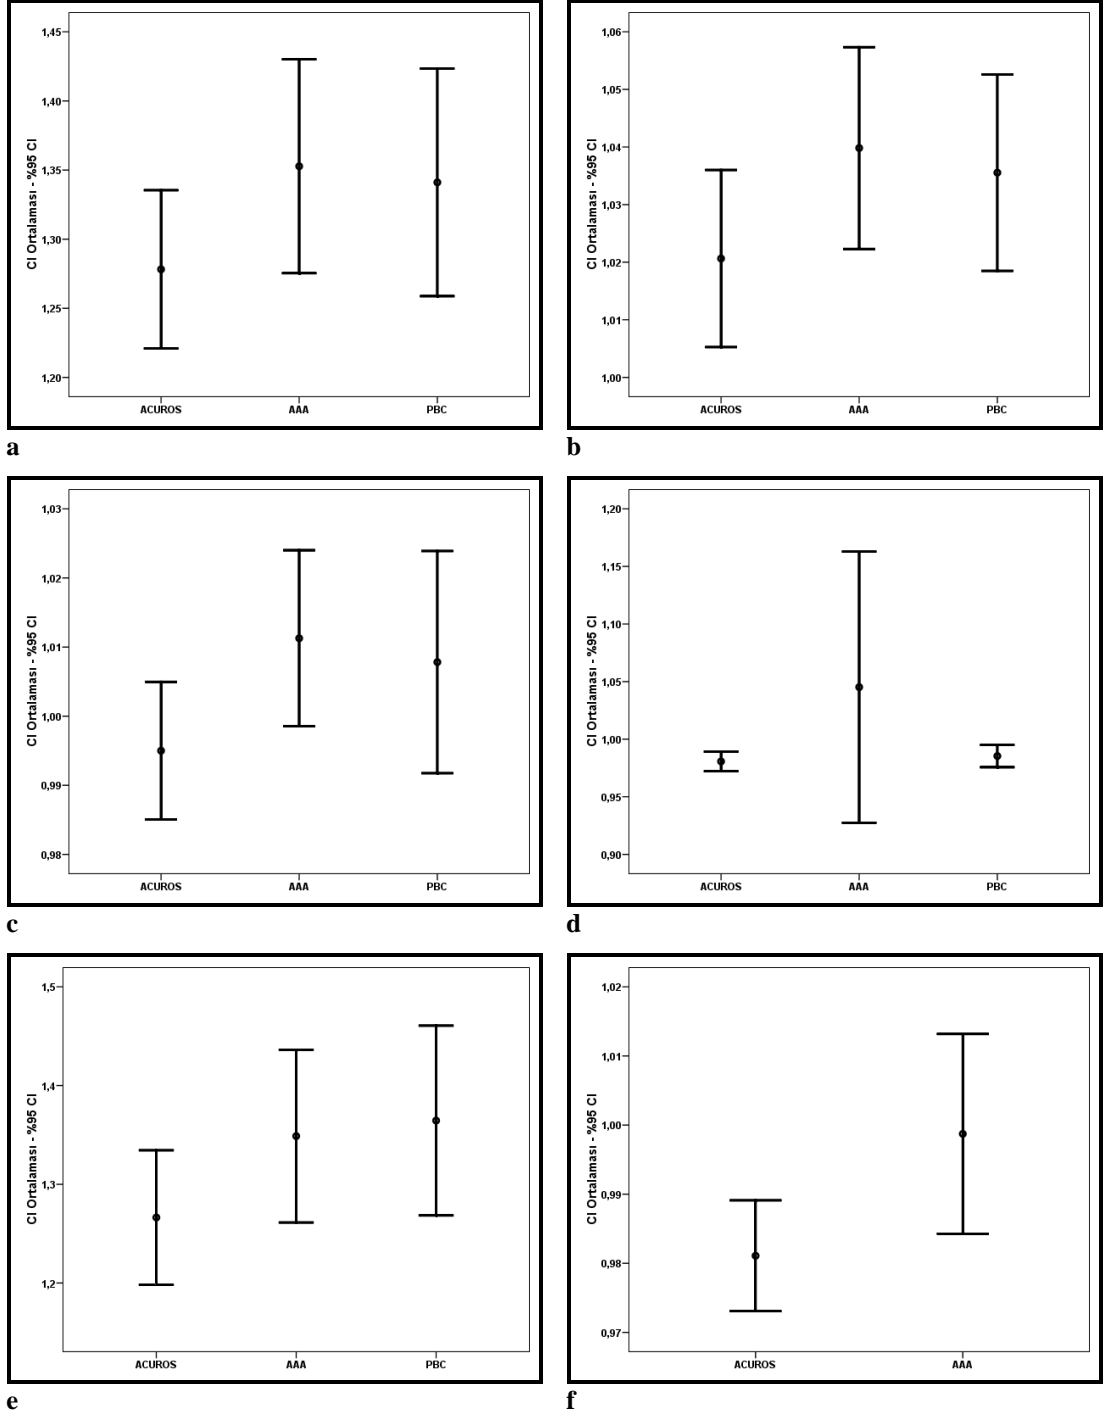 CI Ortalaması - %95 CI
1,45
1,40
1,35
1,30
1,25
1,20
ACUROS AAA PBC
a
CI Ortalaması - %95 CI
1,06
1,05
1,04
1,03
1,02
1,01
1,00
ACUROS AAA PBC
b
CI Ortalaması - %95 CI
1,03
1,02
1,01
1,00
0,99
0,98
ACUROS AAA PBC
c
CI Ortalaması - %95 CI
1,20
1,15
1,10
1,05
1,00
0,95
0,90
ACUROS AAA PBC
d
CI Ortalaması - %95 CI
1,5
1,4
1,3
1,2
ACUROS AAA PBC
e
CI Ortalaması - %95 CI
1,02
1,01
1,00
0,99
0,98
0,97
ACUROS AAA
f